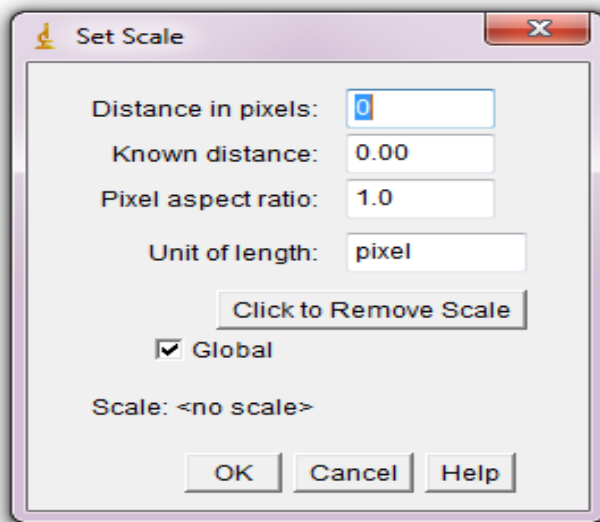 Set Scale
Distance in pixels: 0
Known distance: 0.00
Pixel aspect ratio: 1.0
Unit of length: pixel
Click to Remove Scale
Global
Scale: <no scale>
OK Cancel Help